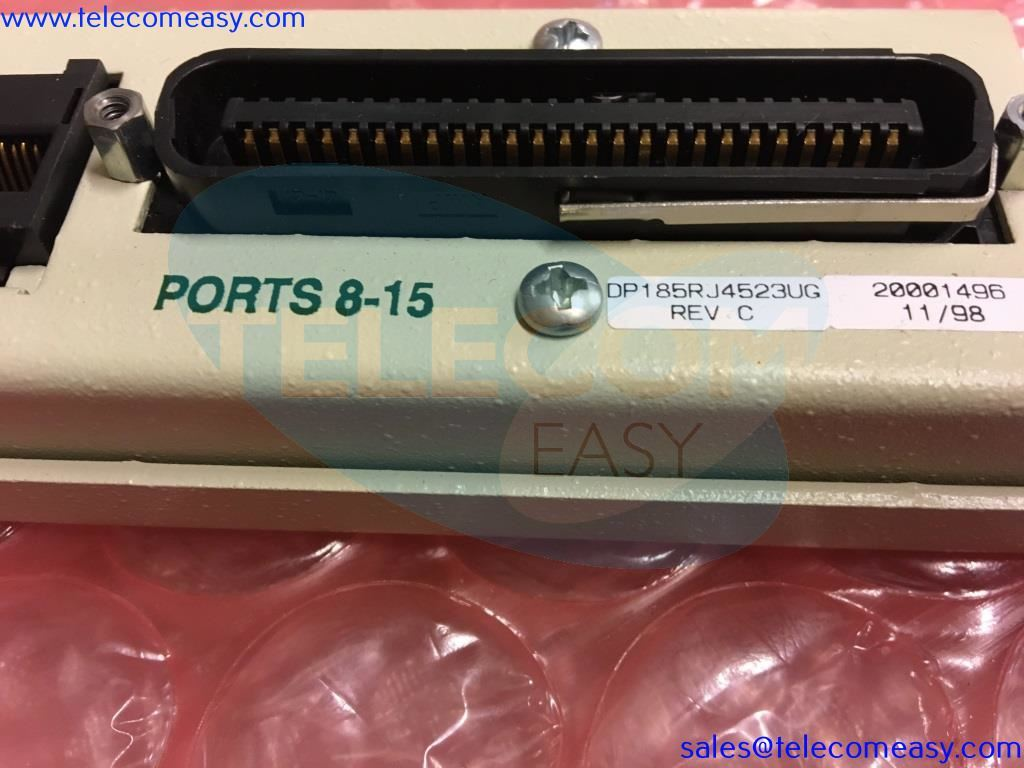 www.telecomeasy.com
PORTS 8-15
DP185RJ4523UG
REV C
20001496
11/98
TELECOM
EASY
sales@telecomeasy.com